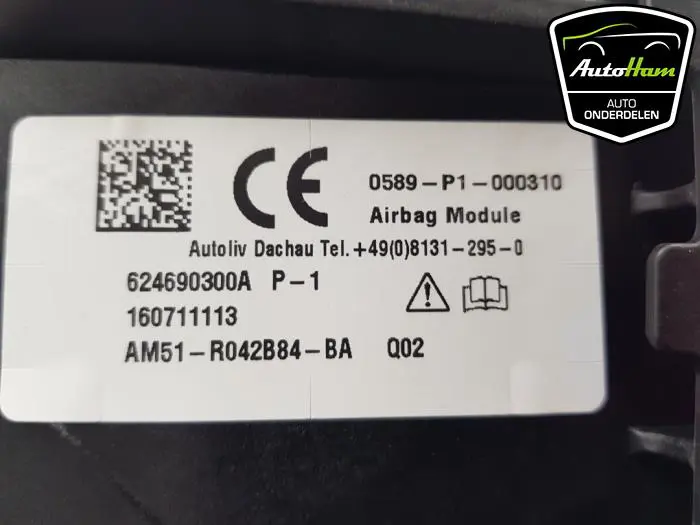 AutoHam
AUTO
ONDERDELEN
CE
0589-P1-000310
Airbag Module
Autoliv Dachau Tel.+49(0)8131-295-0
624690300A P-1
160711113
AM51-R042B84-BA Q02